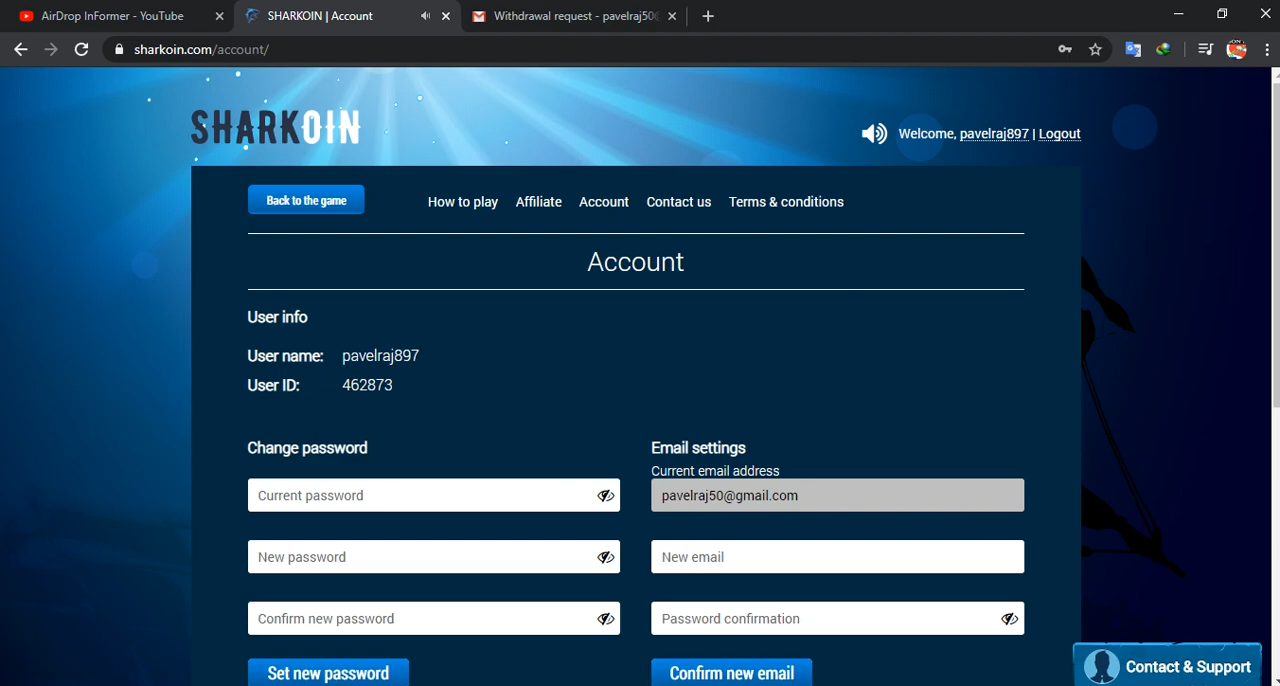 AirDrop InFormer - YouTube
SHARKOIN | Account
Withdrawal request - pavelraj50@
sharkoin.com/account/
SHARKOIN
Welcome, pavelraj897 | Logout
Back to the game
How to play
Affiliate
Account
Contact us
Terms & conditions
Account
User info
User name: pavelraj897
User ID: 462873
Change password
Current password
New password
Confirm new password
Set new password
Email settings
Current email address
pavelraj50@gmail.com
New email
Password confirmation
Confirm new email
Contact & Support